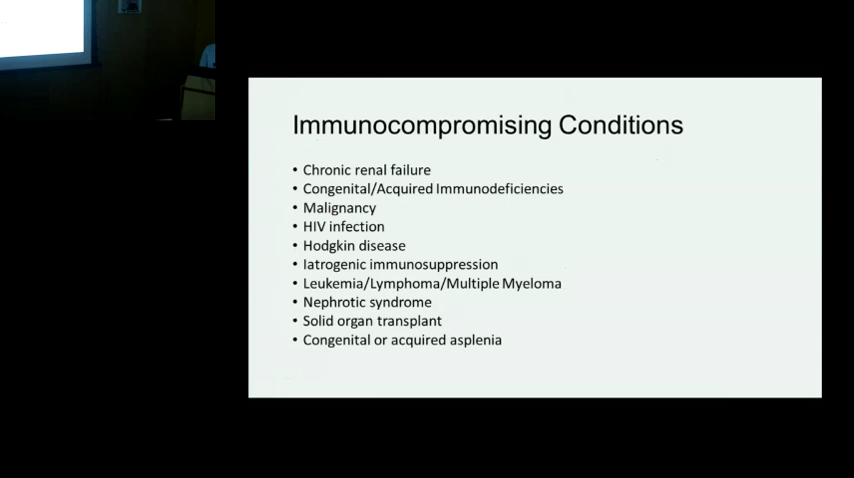 Immunocompromising Conditions
• Chronic renal failure
• Congenital/Acquired Immunodeficiencies
• Malignancy
• HIV infection
• Hodgkin disease
• Iatrogenic immunosuppression
• Leukemia/Lymphoma/Multiple Myeloma
• Nephrotic syndrome
• Solid organ transplant
• Congenital or acquired asplenia